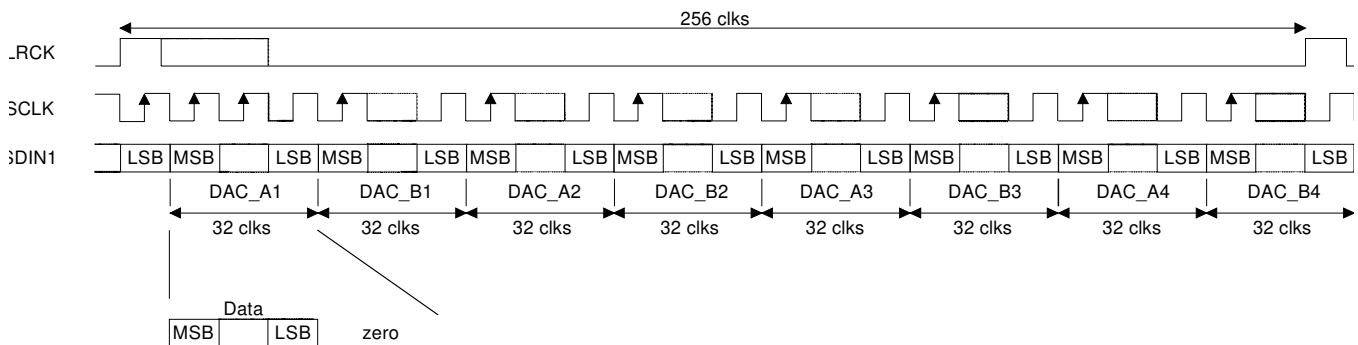 256 clks
LRCK
SCLK
SDIN1
LSB MSB LSB MSB LSB MSB LSB MSB LSB MSB LSB MSB LSB MSB LSB MSB LSB
DAC_A1 DAC_B1 DAC_A2 DAC_B2 DAC_A3 DAC_B3 DAC_A4 DAC_B4
32 clks 32 clks 32 clks 32 clks 32 clks 32 clks 32 clks 32 clks
Data
MSB LSB zero